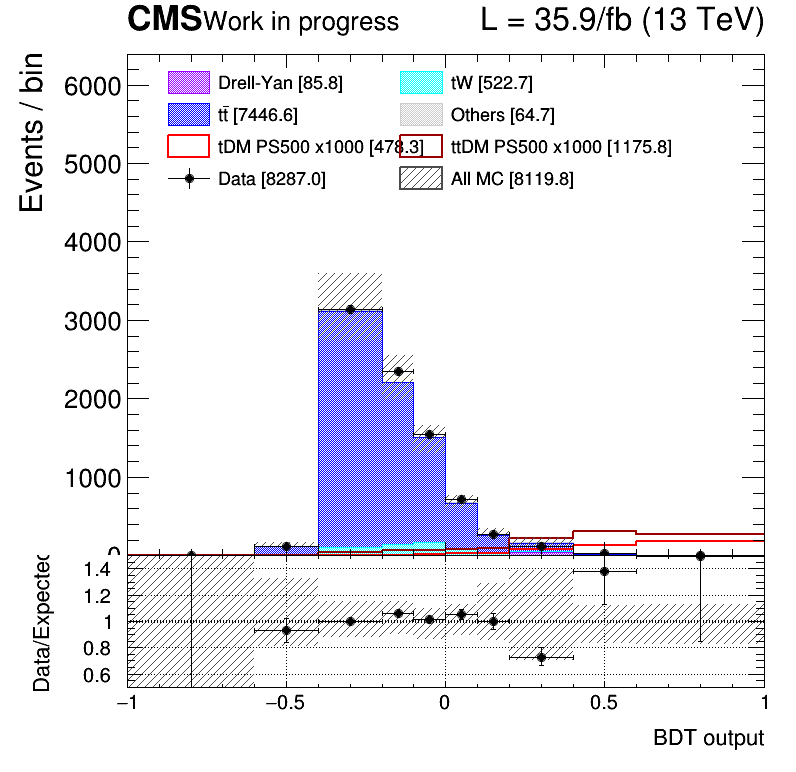 CMS Work in progress L = 35.9/fb (13 TeV)
Events / bin
Drell-Yan [85.8] tW [522.7]
tt̄ [7446.6] Others [64.7]
tDM PS500 x1000 [478.3] ttDM PS500 x1000 [1175.8]
Data [8287.0] All MC [8119.8]
6000
5000
4000
3000
2000
1000
0
Data/Expected
1.4
1.2
1
0.8
0.6
−1 −0.5 0 0.5 1
BDT output